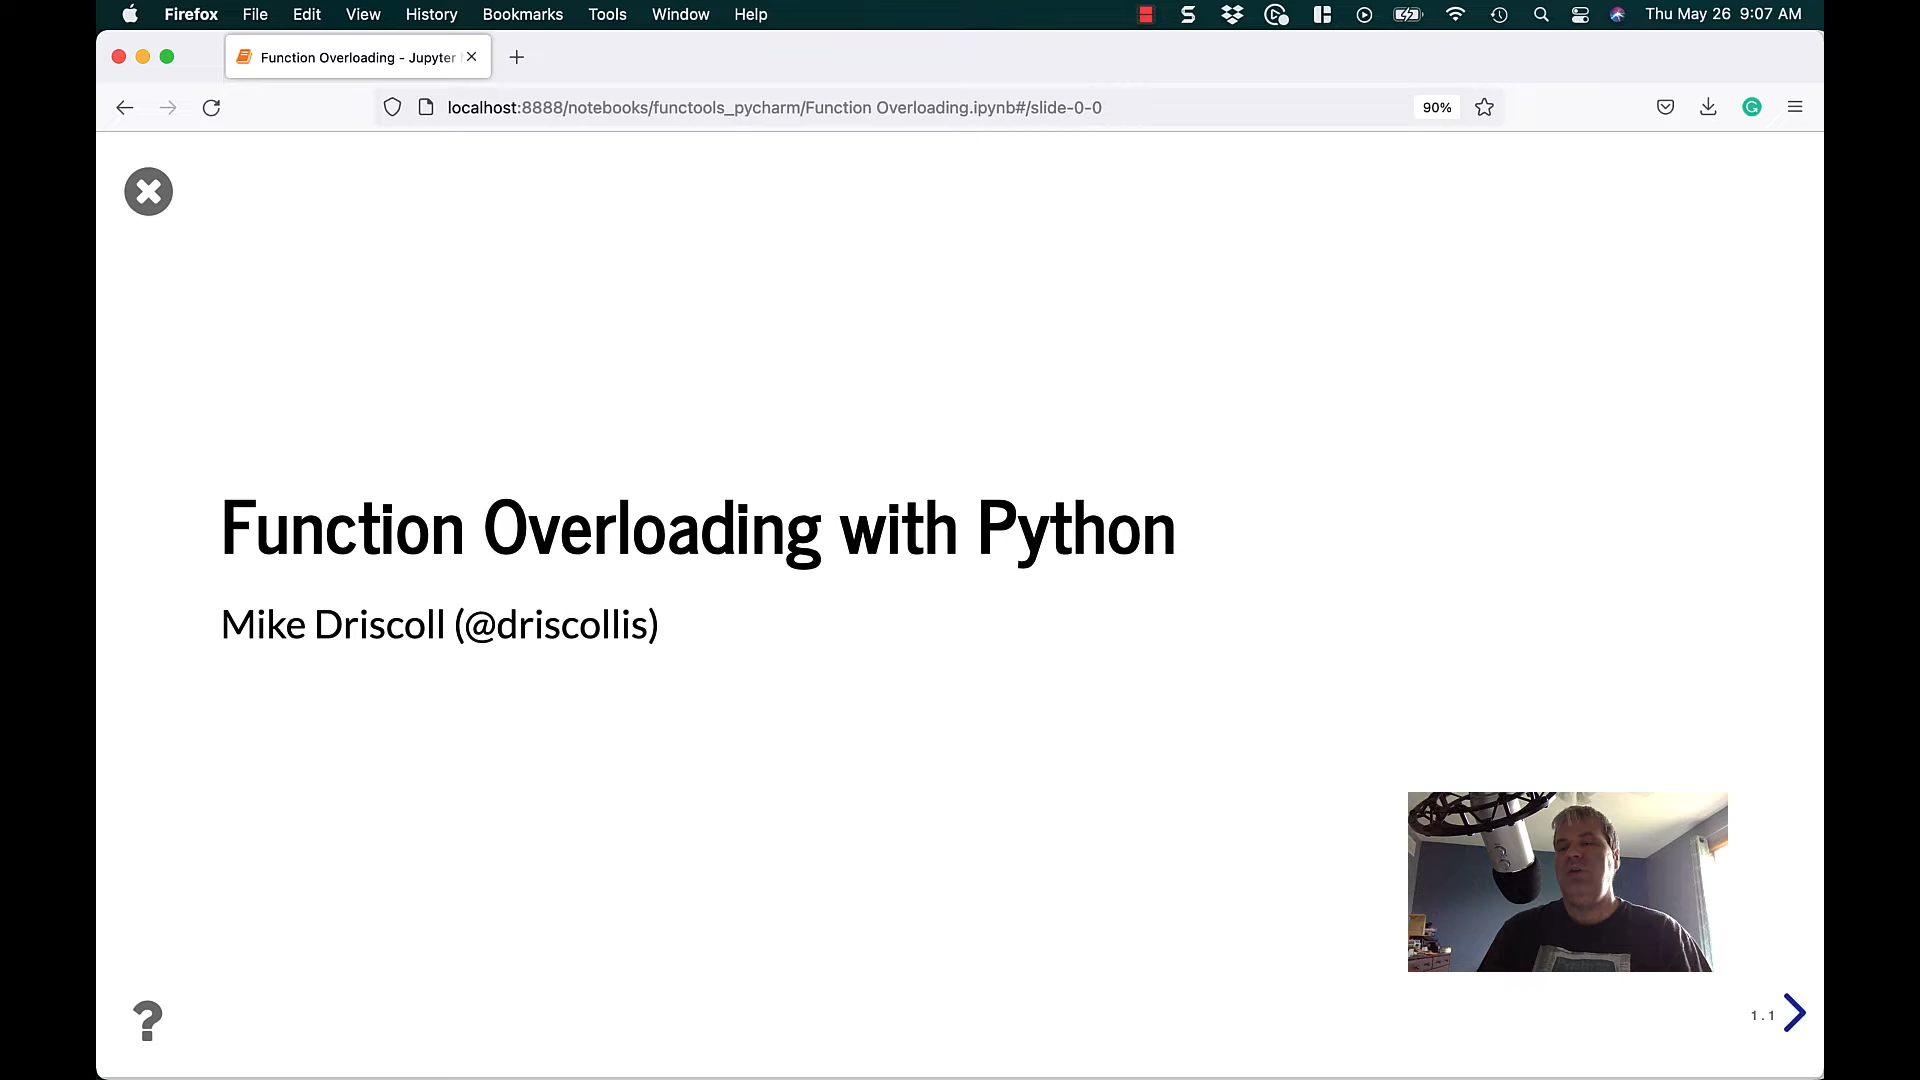 Firefox File Edit View History Bookmarks Tools Window Help Thu May 26 9:07 AM
Function Overloading - Jupyter
localhost:8888/notebooks/functools_pycharm/Function Overloading.ipynb#/slide-0-0 90%
Function Overloading with Python
Mike Driscoll (@driscollis)
1.1